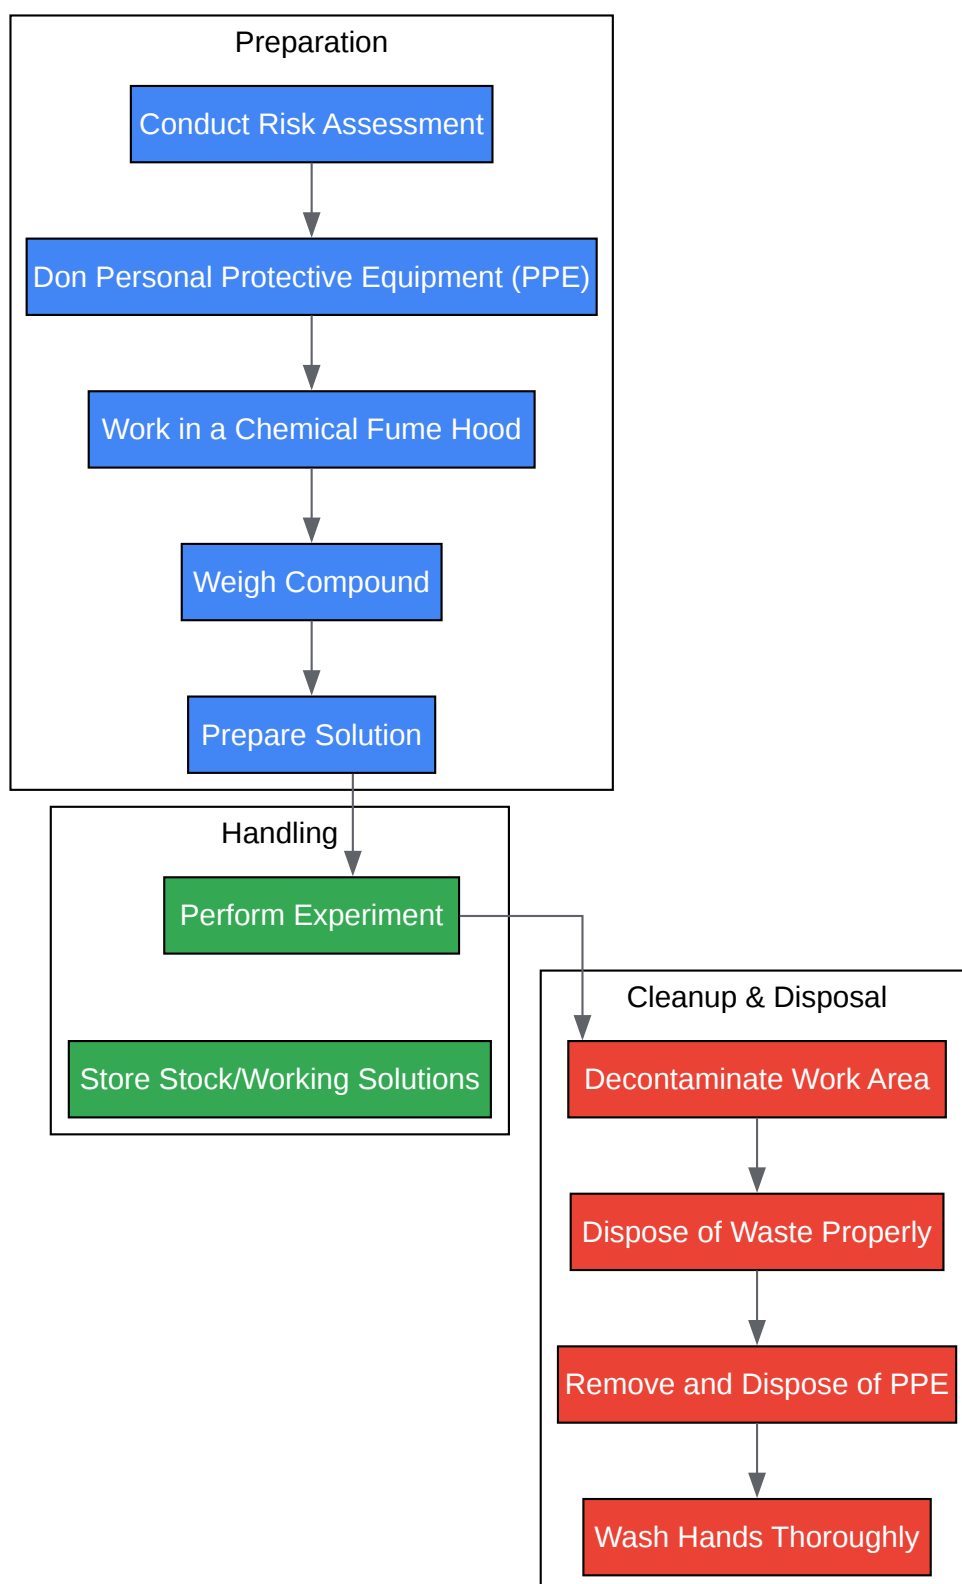 Preparation
Conduct Risk Assessment
Don Personal Protective Equipment (PPE)
Work in a Chemical Fume Hood
Weigh Compound
Prepare Solution
Handling
Perform Experiment
Store Stock/Working Solutions
Cleanup & Disposal
Decontaminate Work Area
Dispose of Waste Properly
Remove and Dispose of PPE
Wash Hands Thoroughly